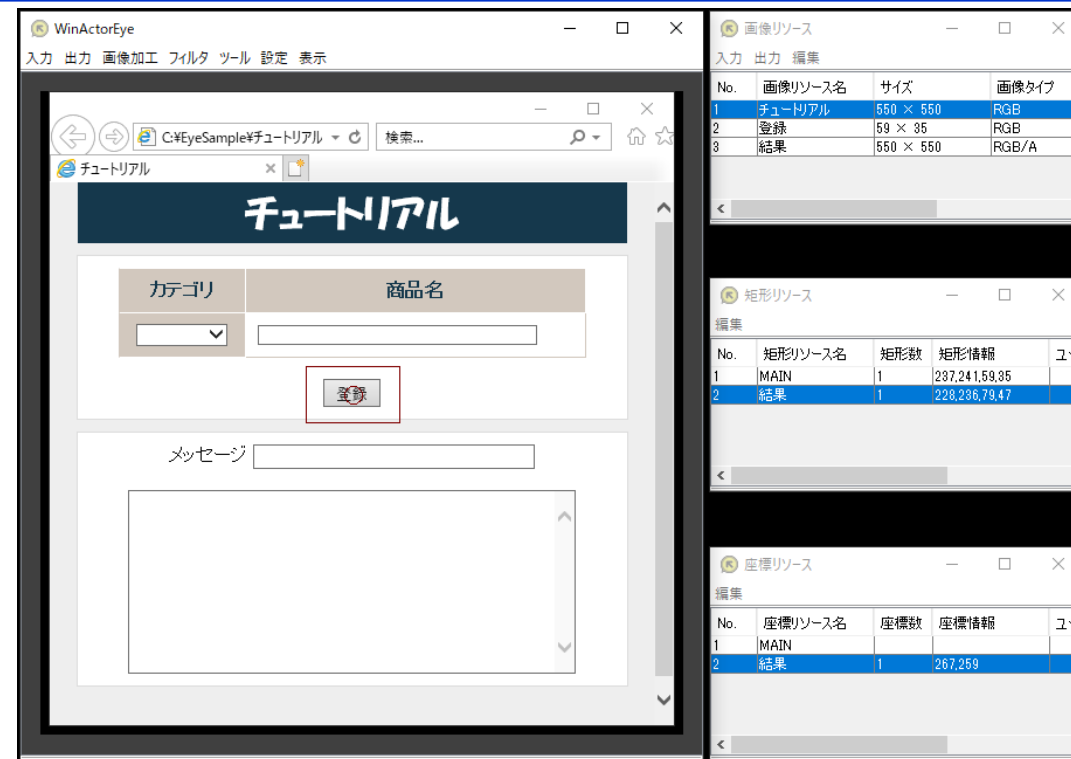 WinActorEye
入力 出力 画像加工 フィルタ ツール 設定 表示
C:¥EyeSample¥チュートリアル
検索...
チュートリアル
チュートリアル
カテゴリ 商品名
登録
メッセージ
画像リソース
入力 出力 編集
No. 画像リソース名 サイズ 画像タイプ
1 チュートリアル 550 × 550 RGB
2 登録 59 × 35 RGB
3 結果 550 × 550 RGB/A
矩形リソース
編集
No. 矩形リソース名 矩形数 矩形情報
1 MAIN 1 237,241,59,35
2 結果 1 228,236,79,47
座標リソース
編集
No. 座標リソース名 座標数 座標情報
1 MAIN
2 結果 1 267,259